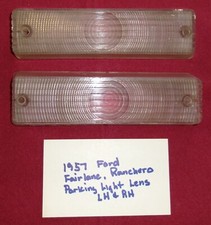 1957 Ford
Fairlane, Ranchero
Parking Light Lens
LH & RH